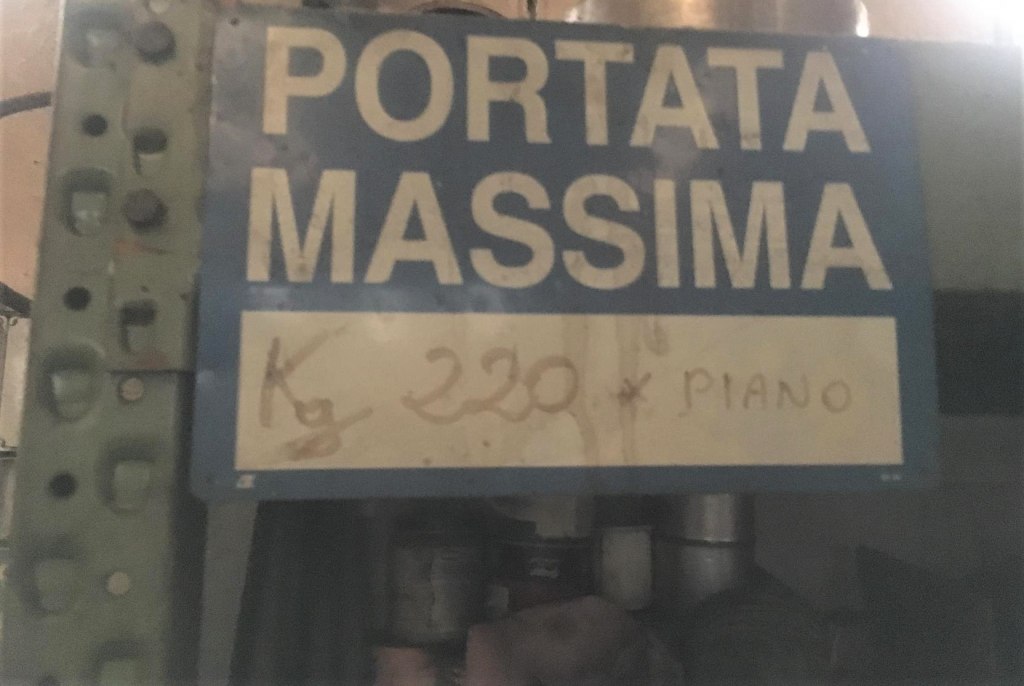 PORTATA
MASSIMA
Kg 220 x PIANO